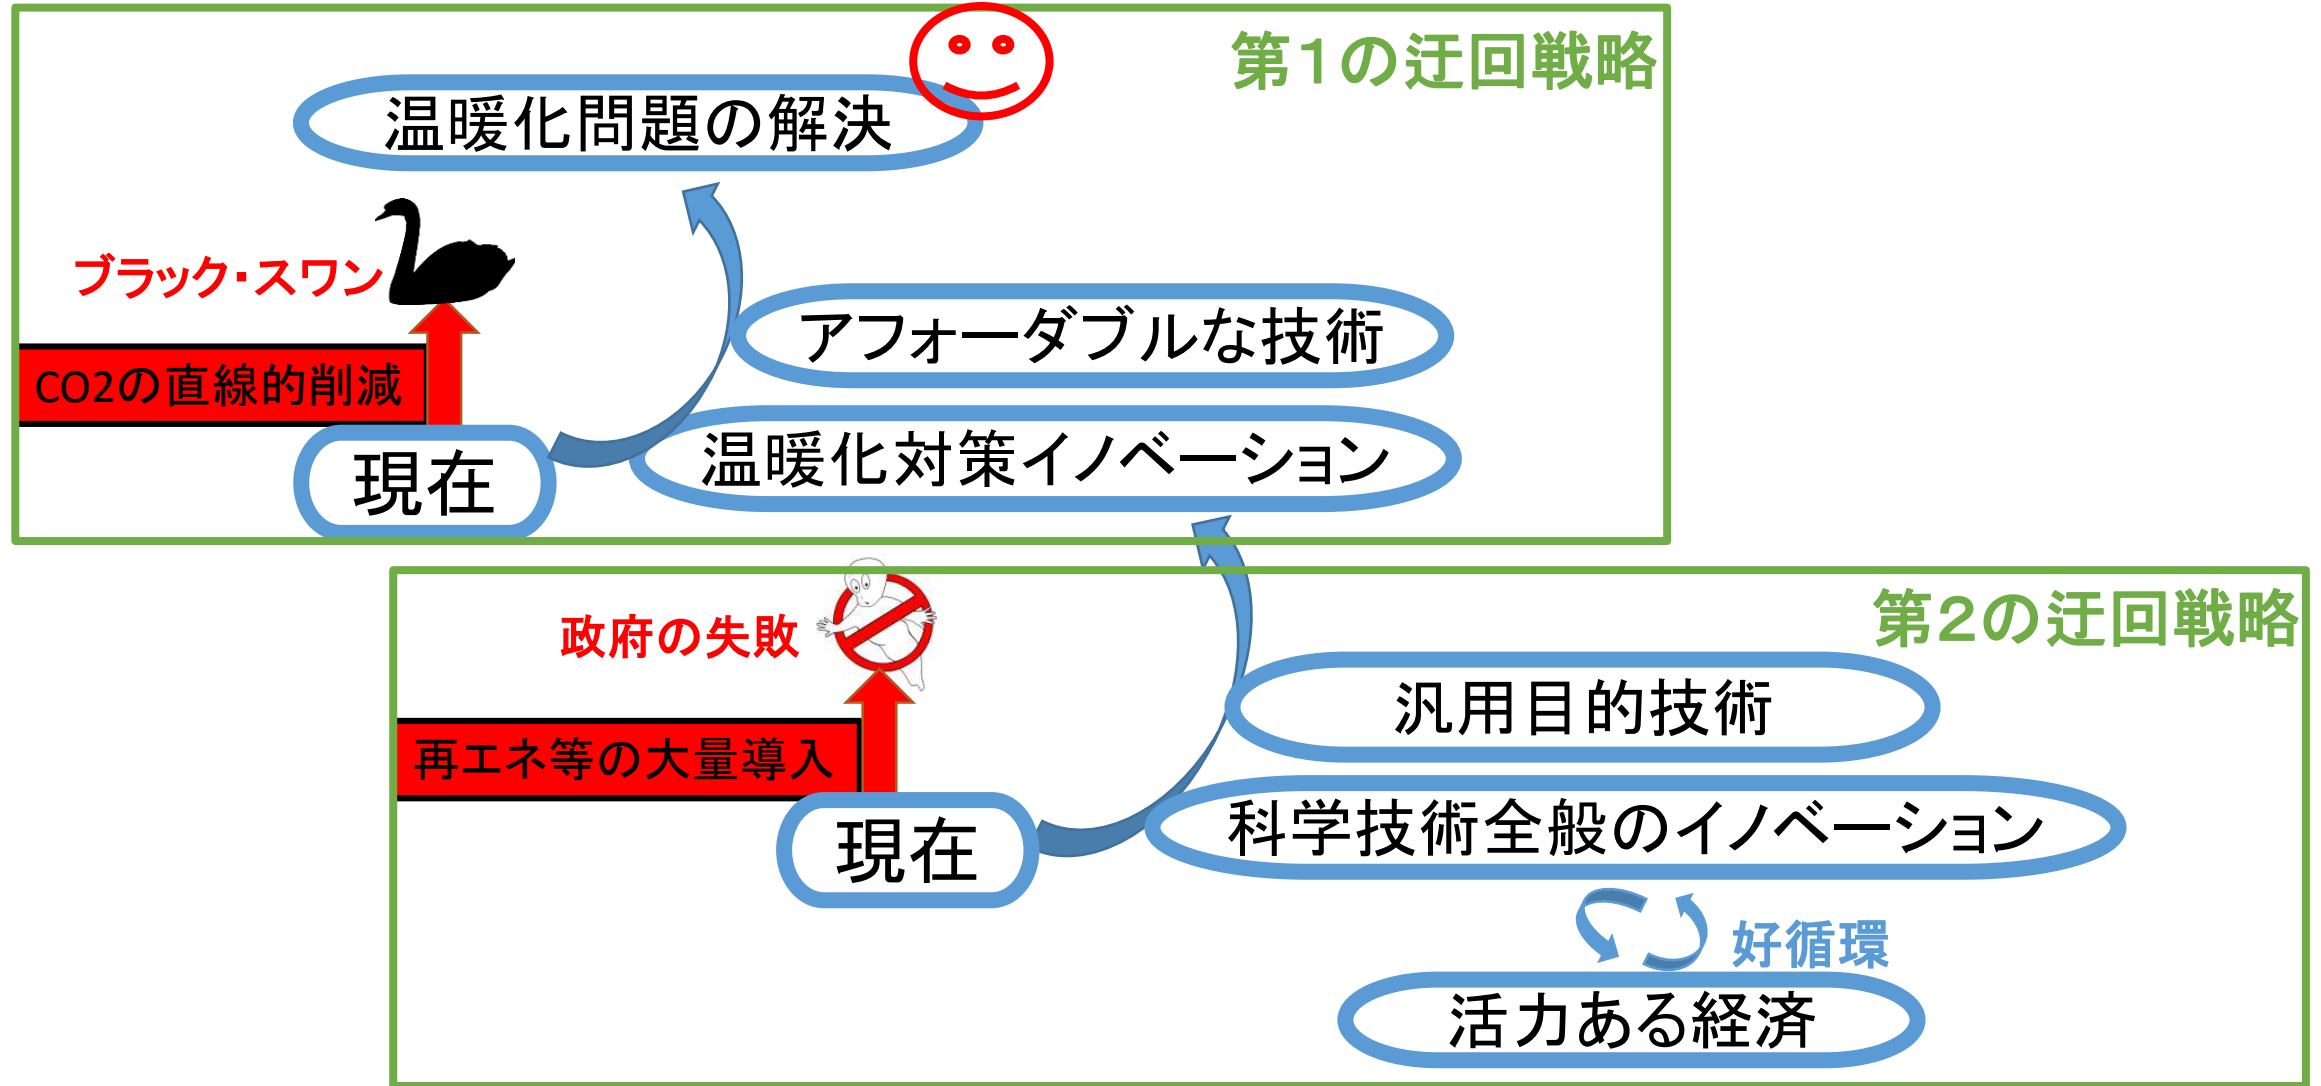 第1の迂回戦略
温暖化問題の解決
ブラック・スワン
アフォーダブルな技術
CO2の直線的削減
温暖化対策イノベーション
現在
第2の迂回戦略
政府の失敗
汎用目的技術
再エネ等の大量導入
科学技術全般のイノベーション
現在
好循環
活力ある経済